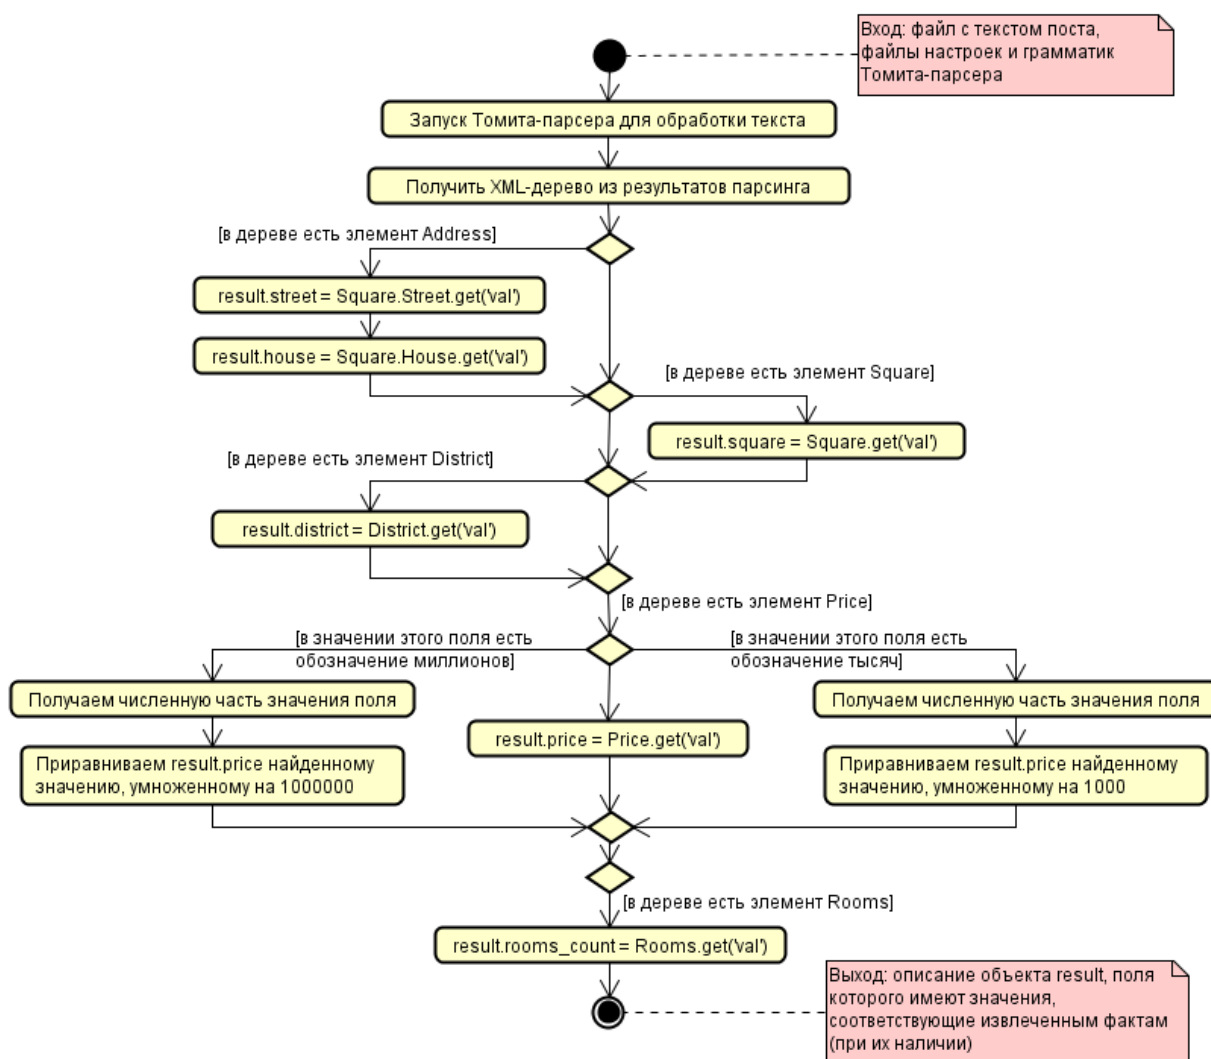 Вход: файл с текстом поста,
файлы настроек и грамматик
Томита-парсера
Запуск Томита-парсера для обработки текста
Получить XML-дерево из результатов парсинга
[в дереве есть элемент Address]
result.street = Square.Street.get('val')
result.house = Square.House.get('val')
[в дереве есть элемент Square]
result.square = Square.get('val')
[в дереве есть элемент District]
result.district = District.get('val')
[в дереве есть элемент Price]
[в значении этого поля есть
обозначение миллионов]
[в значении этого поля есть
обозначение тысяч]
Получаем численную часть значения поля
Получаем численную часть значения поля
result.price = Price.get('val')
Приравниваем result.price найденному
значению, умноженному на 1000000
Приравниваем result.price найденному
значению, умноженному на 1000
[в дереве есть элемент Rooms]
result.rooms_count = Rooms.get('val')
Выход: описание объекта result, поля
которого имеют значения,
соответствующие извлеченным фактам
(при их наличии)